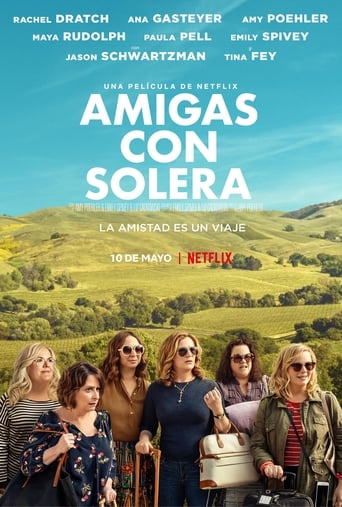 RACHEL DRATCH ANA GASTEYER AMY POEHLER
MAYA RUDOLPH PAULA PELL EMILY SPIVEY
CON JASON SCHWARTZMAN Y TINA FEY
UNA PELÍCULA DE NETFLIX
AMIGAS
CON
SOLERA
LA AMISTAD ES UN VIAJE
10 DE MAYO | NETFLIX